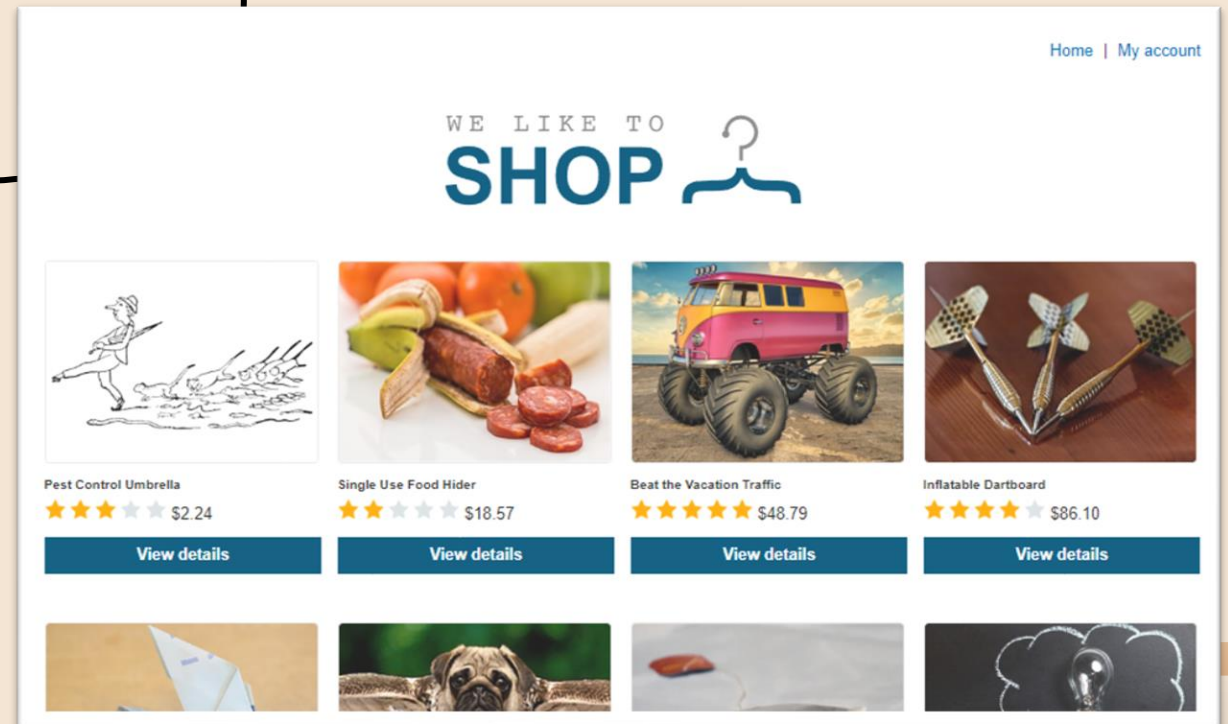 Home | My account
WE LIKE TO
SHOP
Pest Control Umbrella
Single Use Food Hider
Beat the Vacation Traffic
Inflatable Dartboard
$2.24
$18.57
$48.79
$86.10
View details
View details
View details
View details